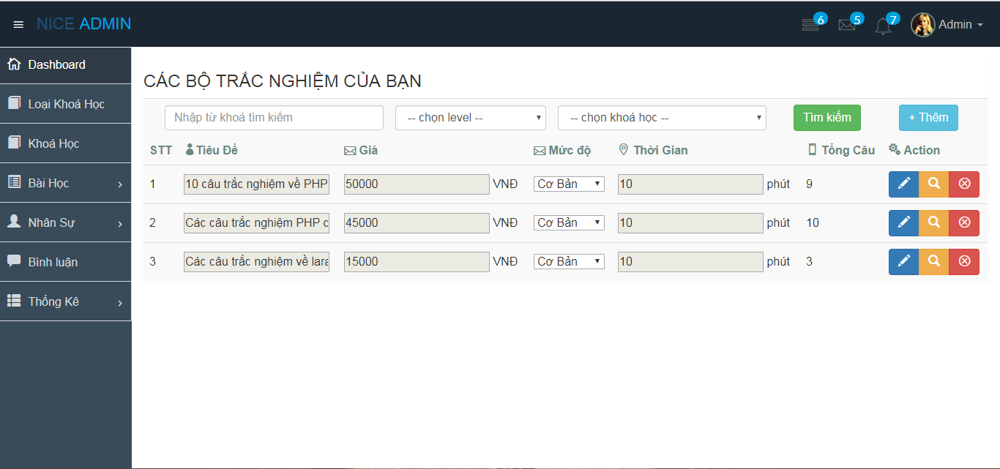 NICE ADMIN
6
5
7
Admin
Dashboard
Loại Khoá Học
Khoá Học
Bài Học
Nhân Sự
Bình luận
Thống Kê
CÁC BỘ TRẮC NGHIỆM CỦA BẠN
Nhập từ khoá tìm kiềm
-- chọn level --
-- chọn khoá học --
Tìm kiếm
+ Thêm
STT Tiêu Đề Giá Mức độ Thời Gian Tổng Câu Action
1 10 câu trắc nghiệm về PHP 50000 VNĐ Cơ Bản 10 phút 9
2 Các câu trắc nghiệm PHP c 45000 VNĐ Cơ Bản 10 phút 10
3 Các câu trắc nghiệm về lara 15000 VNĐ Cơ Bản 10 phút 3